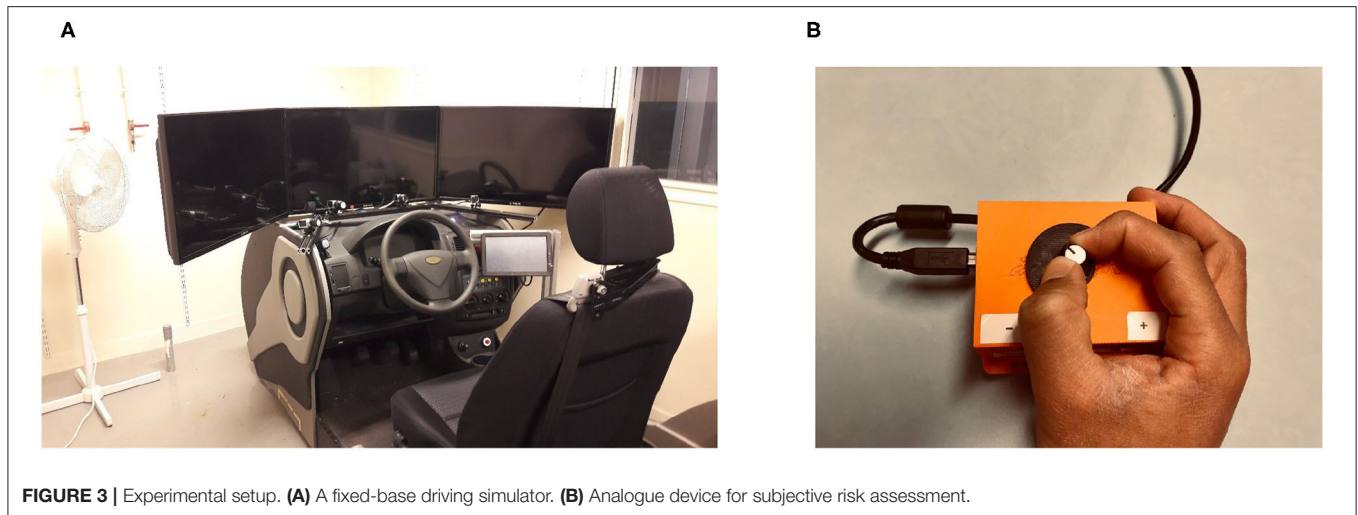 A
B
-
+
FIGURE 3 | Experimental setup. (A) A fixed-base driving simulator. (B) Analogue device for subjective risk assessment.